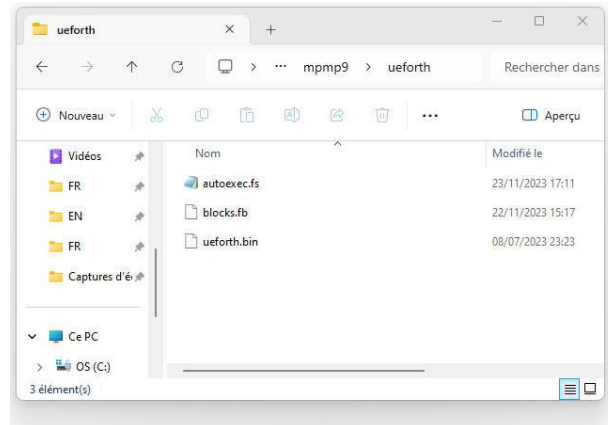 ueforth
mpmp9 > ueforth Rechercher dans
Nouveau Aperçu
Nom Modifié le
Vidéos
FR
EN
FR
Captures d'é
Ce PC
OS (C:)
autoexec.fs 23/11/2023 17:11
blocks.fb 22/11/2023 15:17
ueforth.bin 08/07/2023 23:23
3 élément(s)